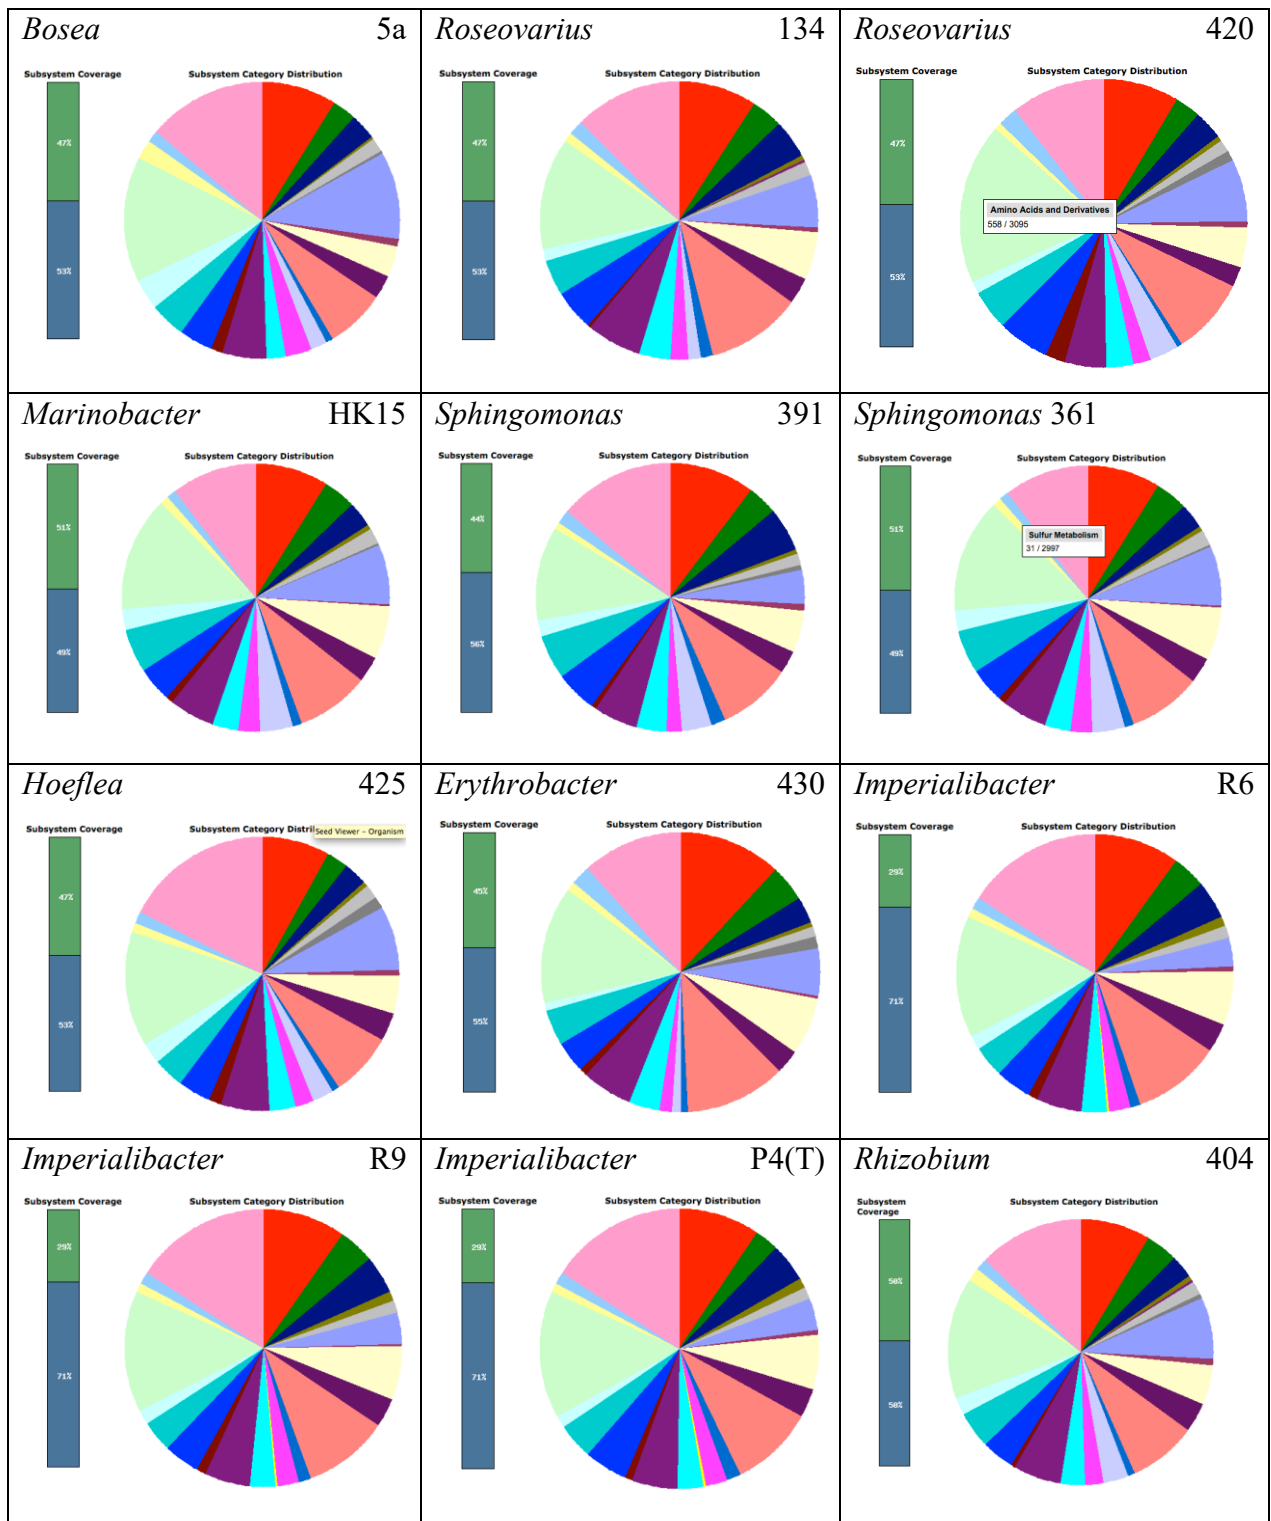 Bosea 5a
Subsystem Coverage Subsystem Category Distribution
47%
53%
Roseovarius 134
Subsystem Coverage Subsystem Category Distribution
47%
53%
Roseovarius 420
Subsystem Coverage Subsystem Category Distribution
47%
Amino Acids and Derivatives
558 / 3095
53%
Marinobacter HK15
Subsystem Coverage Subsystem Category Distribution
51%
49%
Sphingomonas 391
Subsystem Coverage Subsystem Category Distribution
44%
56%
Sphingomonas 361
Subsystem Coverage Subsystem Category Distribution
51%
Sulfur Metabolism
31 / 2997
49%
Hoeflea 425
Subsystem Coverage Subsystem Category Distril
Seed Viewer – Organism
47%
53%
Erythrobacter 430
Subsystem Coverage Subsystem Category Distribution
45%
55%
Imperialibacter R6
Subsystem Coverage Subsystem Category Distribution
29%
71%
Imperialibacter R9
Subsystem Coverage Subsystem Category Distribution
29%
71%
Imperialibacter P4(T)
Subsystem Coverage Subsystem Category Distribution
29%
71%
Rhizobium 404
Subsystem Coverage Subsystem Category Distribution
50%
50%